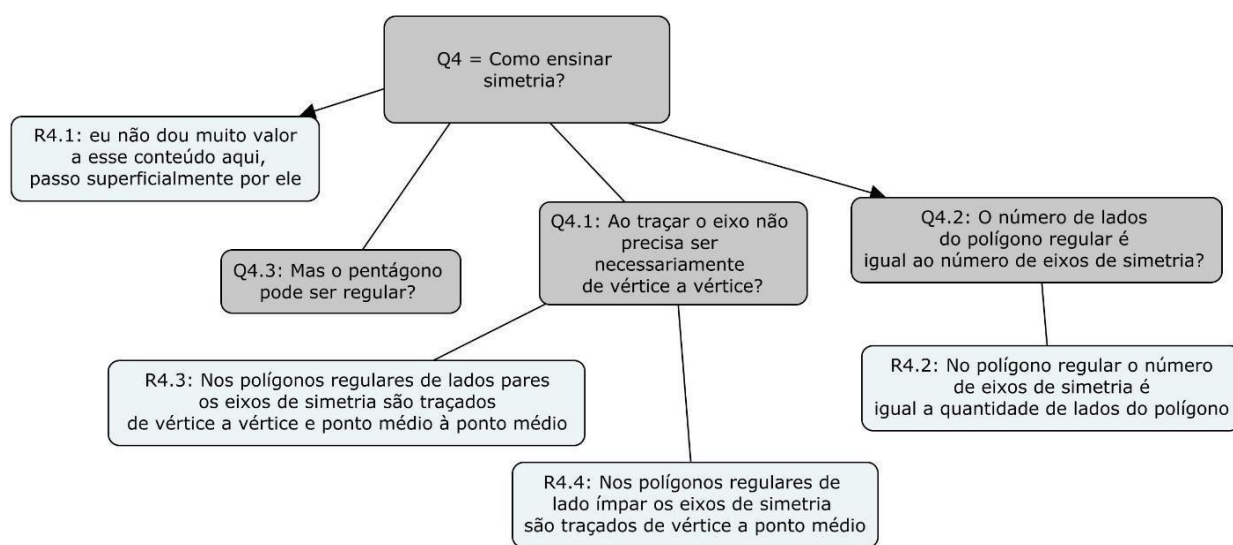 Q4 = Como ensinar
simetria?
R4.1: eu não dou muito valor
a esse conteúdo aqui,
passo superficialmente por ele
Q4.3: Mas o pentágono
pode ser regular?
Q4.1: Ao traçar o eixo não
precisa ser
necessariamente
de vértice a vértice?
Q4.2: O número de lados
do polígono regular é
igual ao número de eixos de simetria?
R4.3: Nos polígonos regulares de lados pares
os eixos de simetria são traçados
de vértice a vértice e ponto médio à ponto médio
R4.4: Nos polígonos regulares de
lado ímpar os eixos de simetria
são traçados de vértice a ponto médio
R4.2: No polígono regular o número
de eixos de simetria é
igual a quantidade de lados do polígono